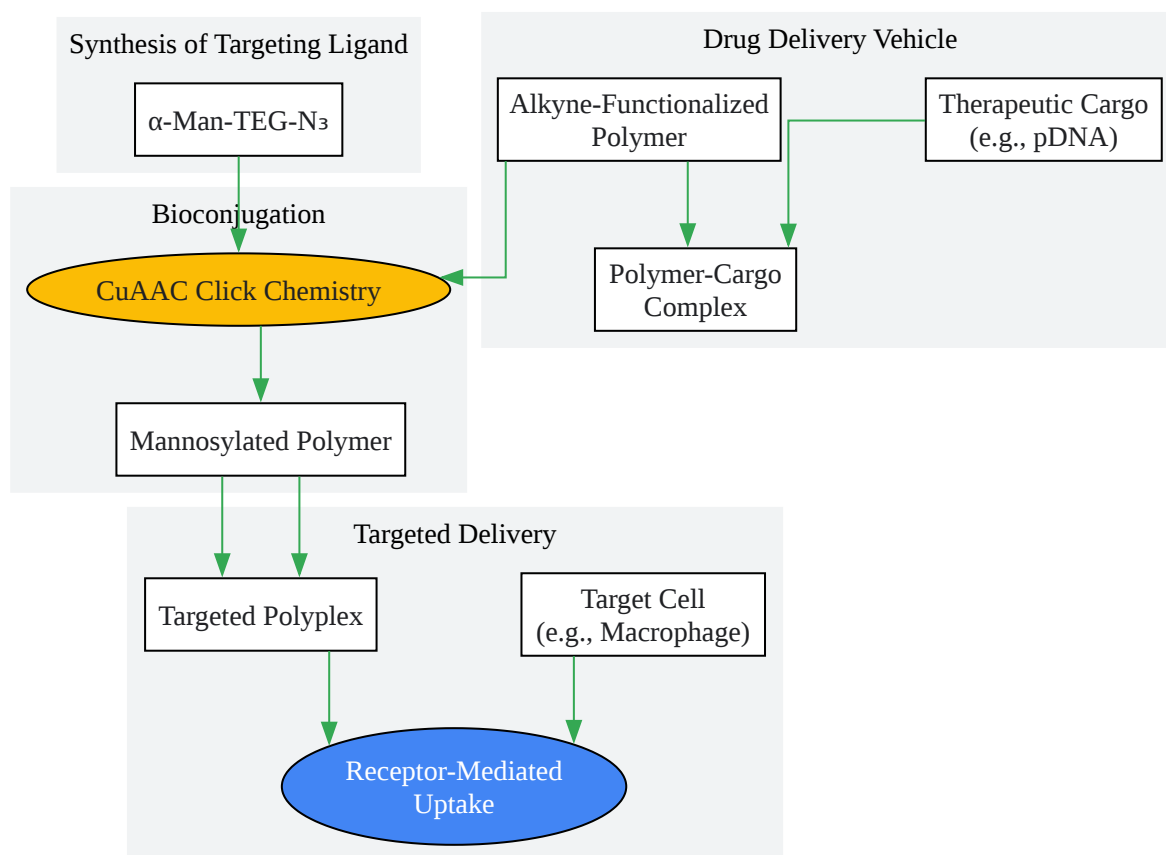 Synthesis of Targeting Ligand
α-Man-TEG-N₃
Drug Delivery Vehicle
Alkyne-Functionalized
Polymer
Therapeutic Cargo
(e.g., pDNA)
Polymer-Cargo
Complex
Bioconjugation
CuAAC Click Chemistry
Mannosylated Polymer
Targeted Delivery
Targeted Polyplex
Target Cell
(e.g., Macrophage)
Receptor-Mediated
Uptake